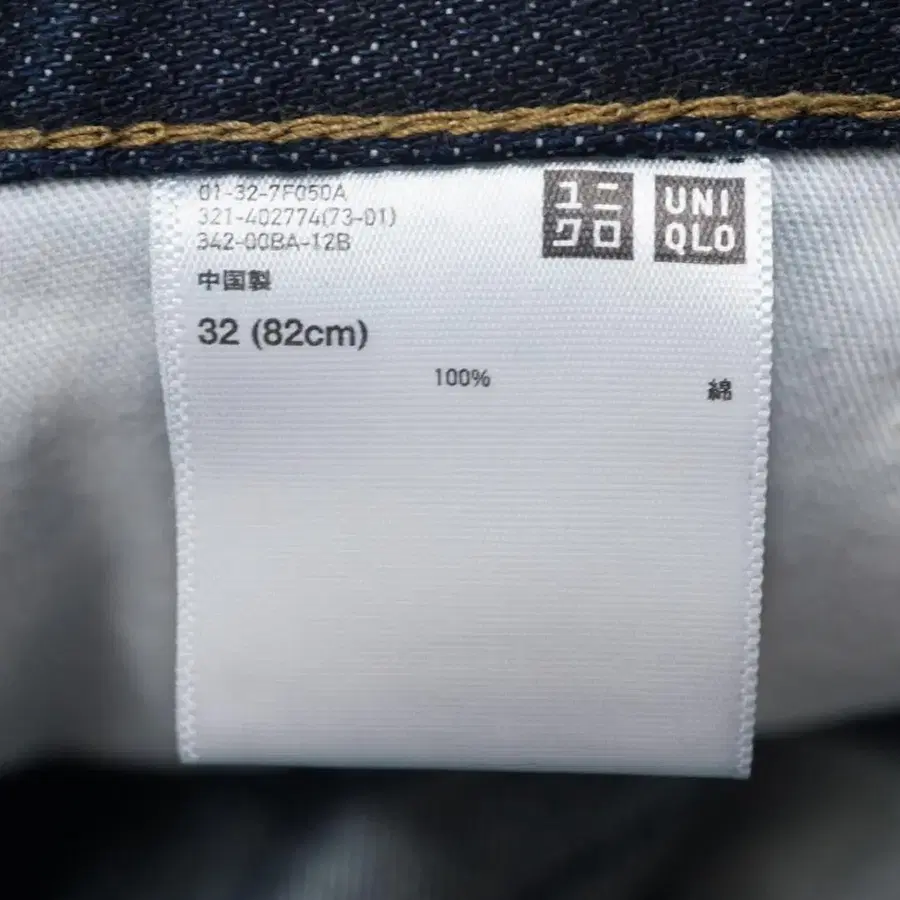 01-32-7F050A
321-402774(73-01)
342-00BA-12B
ユニ
クロ
UNI
QLO
中国製
32 (82cm)
100%
綿